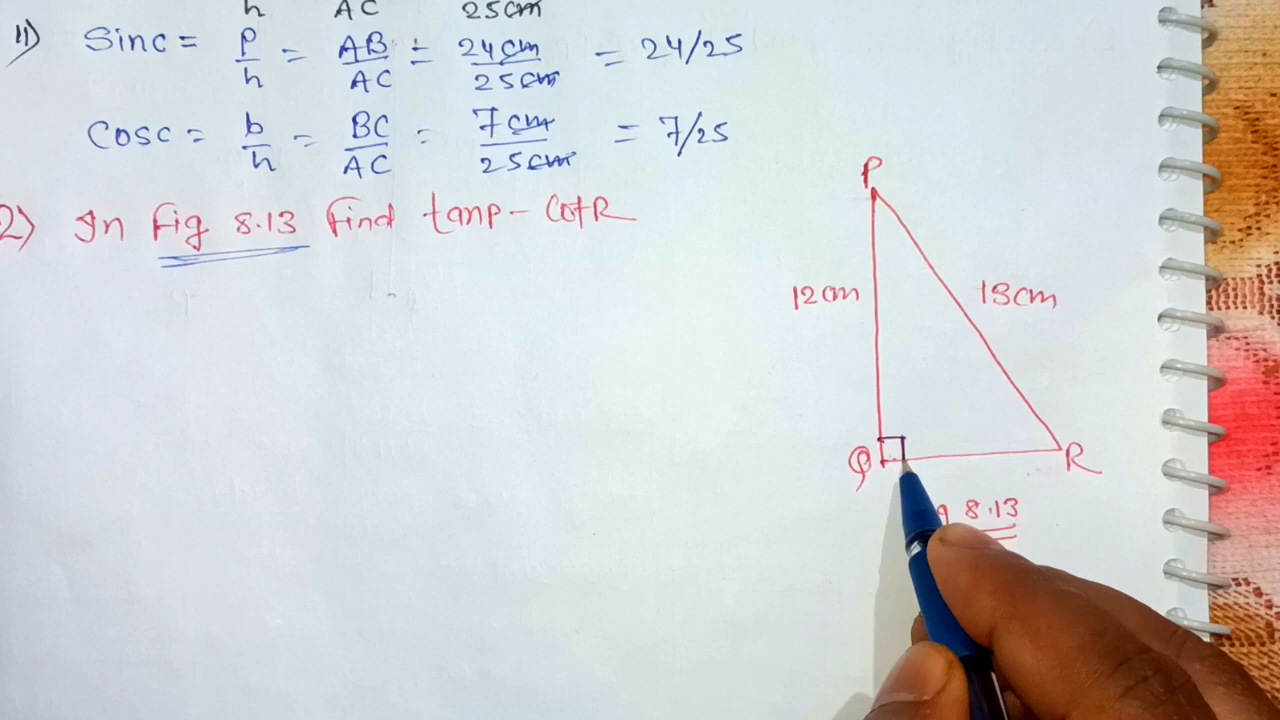 h AC 25cm
11) Sinc = P/h = AB/AC = 24cm/25cm = 24/25
Cosc = b/h = BC/AC = 7cm/25cm = 7/25
2) In Fig 8.13 Find tanp - CotR
P
12cm
13cm
Q
R
8.13